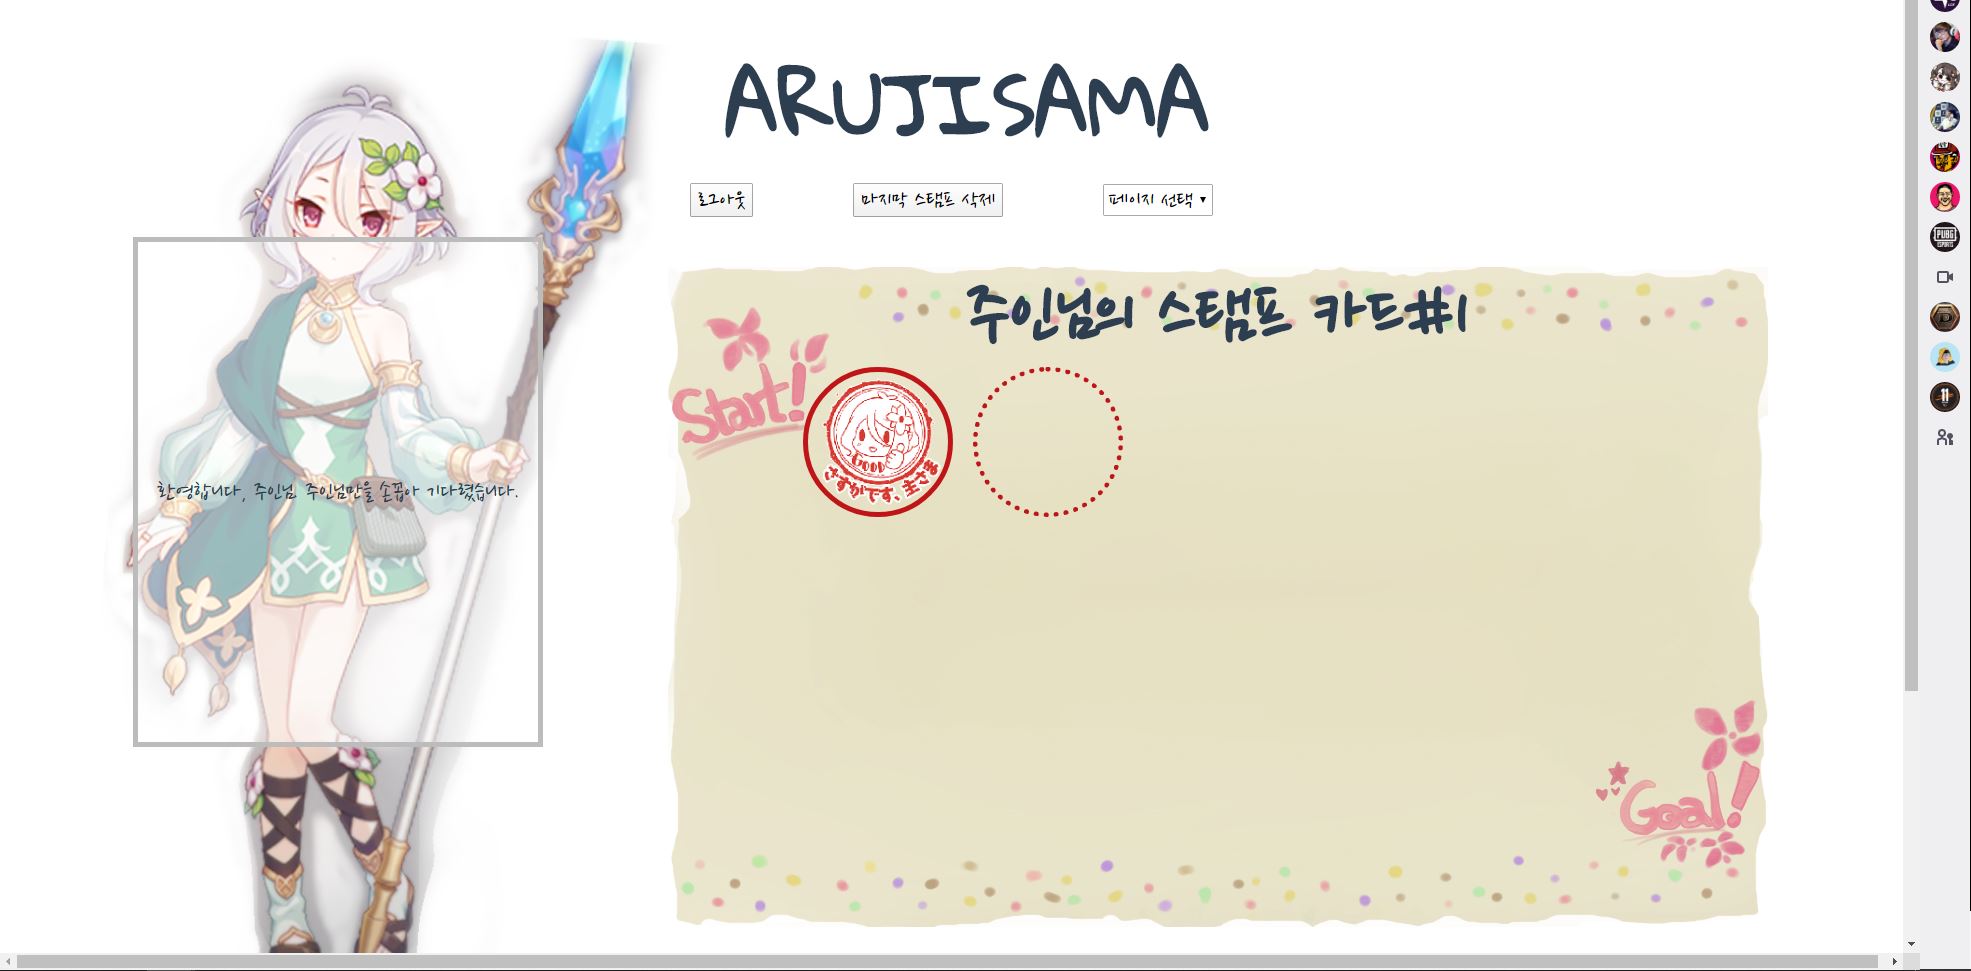 ARUJISAMA
로그아웃
마지막 스탬프 삭제
페이지 선택
주인님의 스탬프 카드#1
Start!
GOOD
さすがです、主さま
환영합니다, 주인님. 주인님만을 손꼽아 기다렸습니다.
Goal!
PUBG
ESPORTS